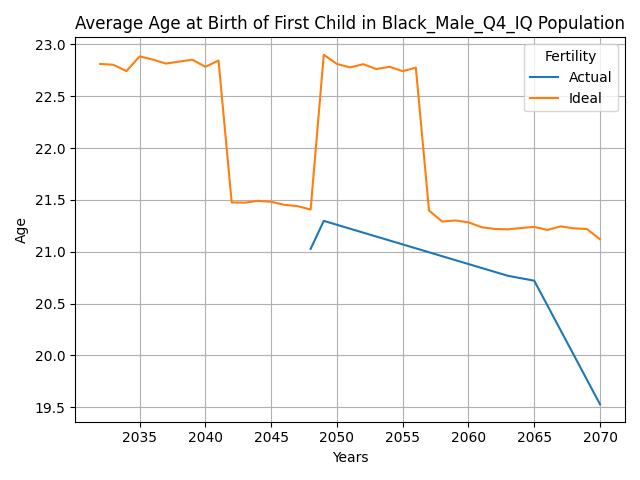 Average Age at Birth of First Child in Black_Male_Q4_IQ Population
23.0
22.5
22.0
21.5
21.0
20.5
20.0
19.5
Age
Fertility
Actual
Ideal
2035 2040 2045 2050 2055 2060 2065 2070
Years